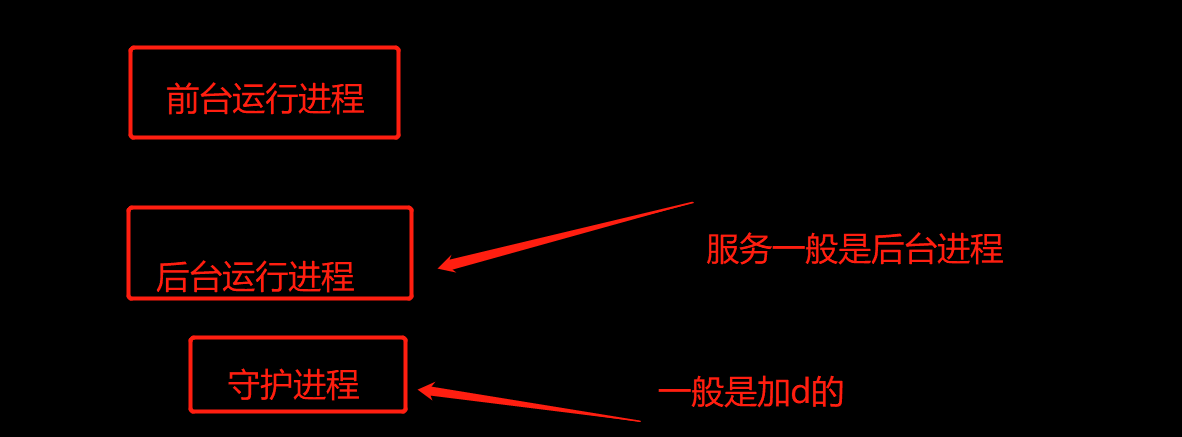 前台运行进程
服务一般是后台进程
后台运行进程
守护进程
一般是加d的